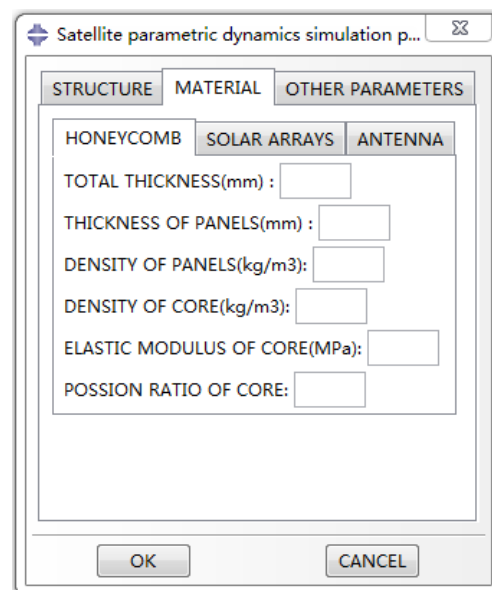 Satellite parametric dynamics simulation p...
STRUCTURE MATERIAL OTHER PARAMETERS
HONEYCOMB SOLAR ARRAYS ANTENNA
TOTAL THICKNESS(mm) :
THICKNESS OF PANELS(mm) :
DENSITY OF PANELS(kg/m3):
DENSITY OF CORE(kg/m3):
ELASTIC MODULUS OF CORE(MPa):
POSSION RATIO OF CORE:
OK CANCEL